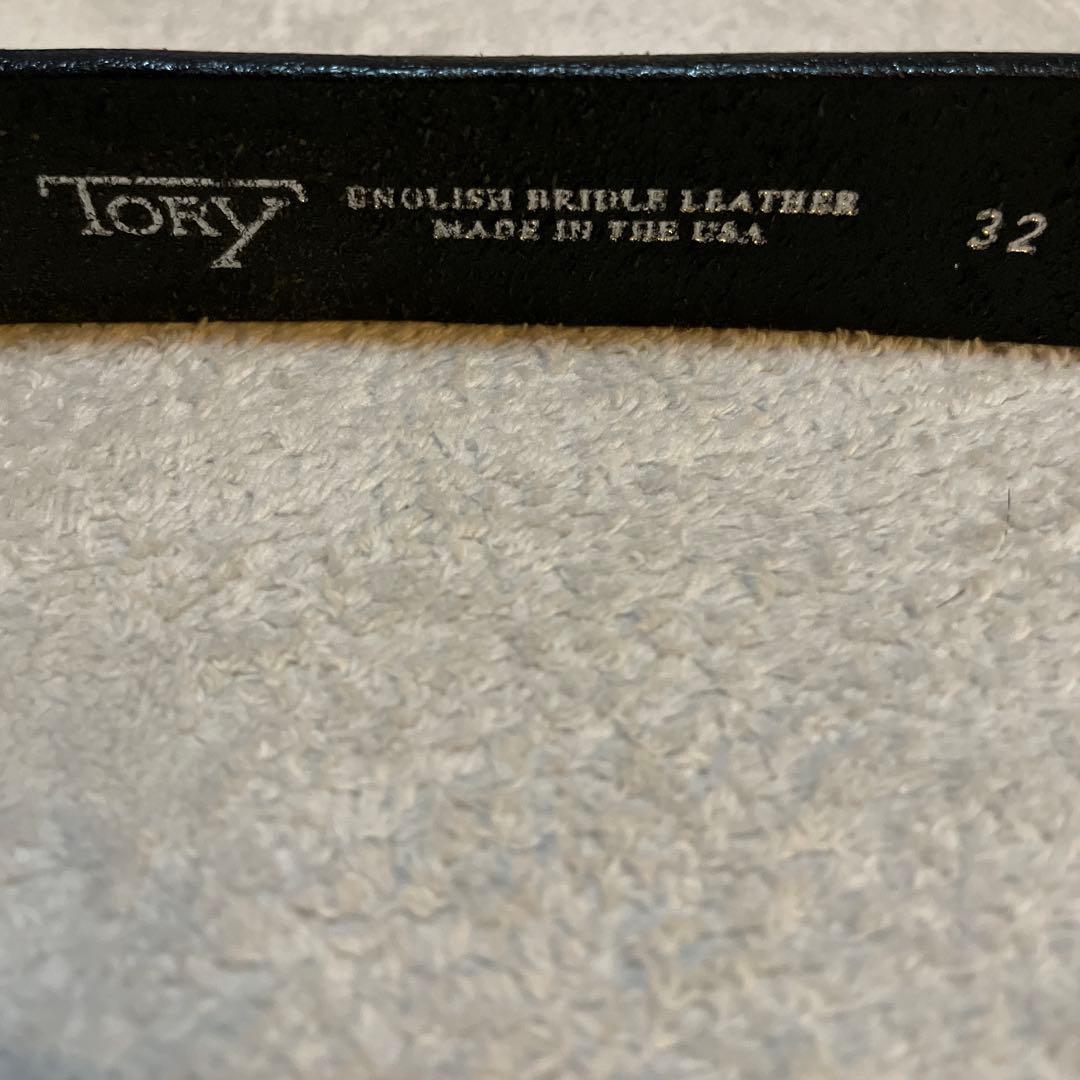 TORY
ENGLISH BRIDLE LEATHER
MADE IN THE USA
32